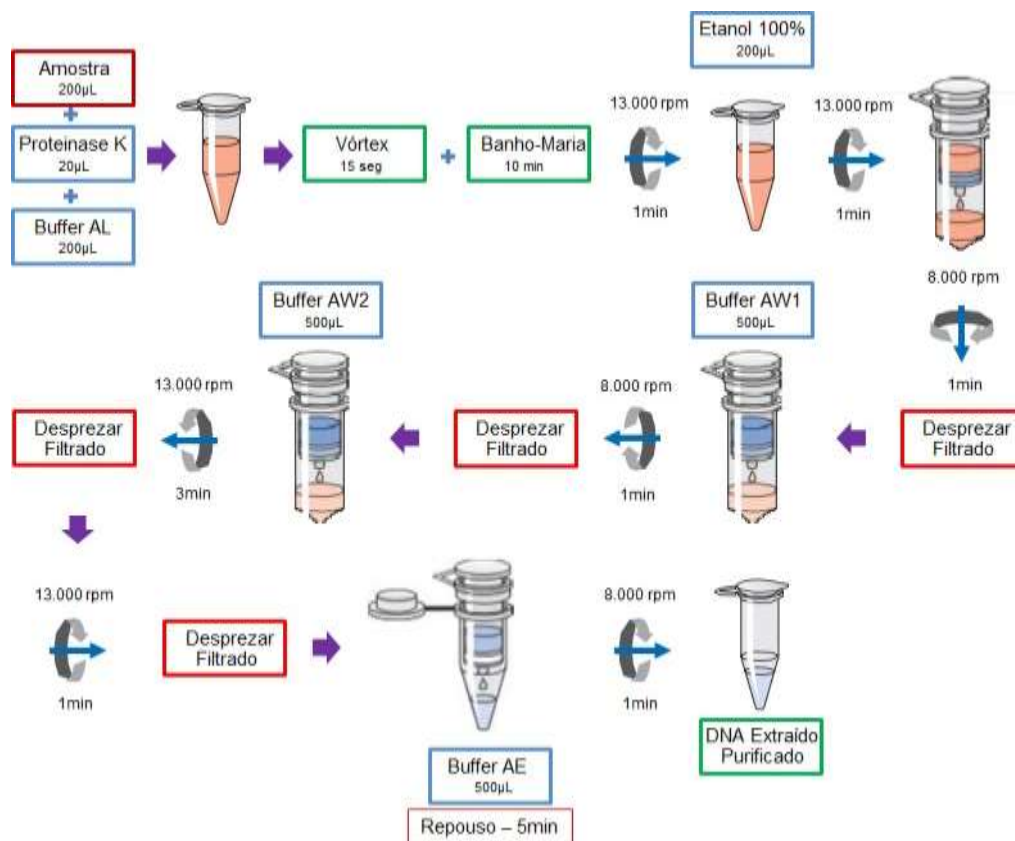 Amostra
200µL
+
Proteinase K
20µL
+
Buffer AL
200µL
Vórtex
15 seg
+
Banho-Maria
10 min
13.000 rpm
1min
Etanol 100%
200µL
13.000 rpm
1min
8.000 rpm
1min
Desprezar
Filtrado
Buffer AW1
500µL
8.000 rpm
1min
Desprezar
Filtrado
Buffer AW2
500µL
13.000 rpm
3min
Desprezar
Filtrado
13.000 rpm
1min
Desprezar
Filtrado
Buffer AE
500µL
Repouso – 5min
8.000 rpm
1min
DNA Extraído
Purificado